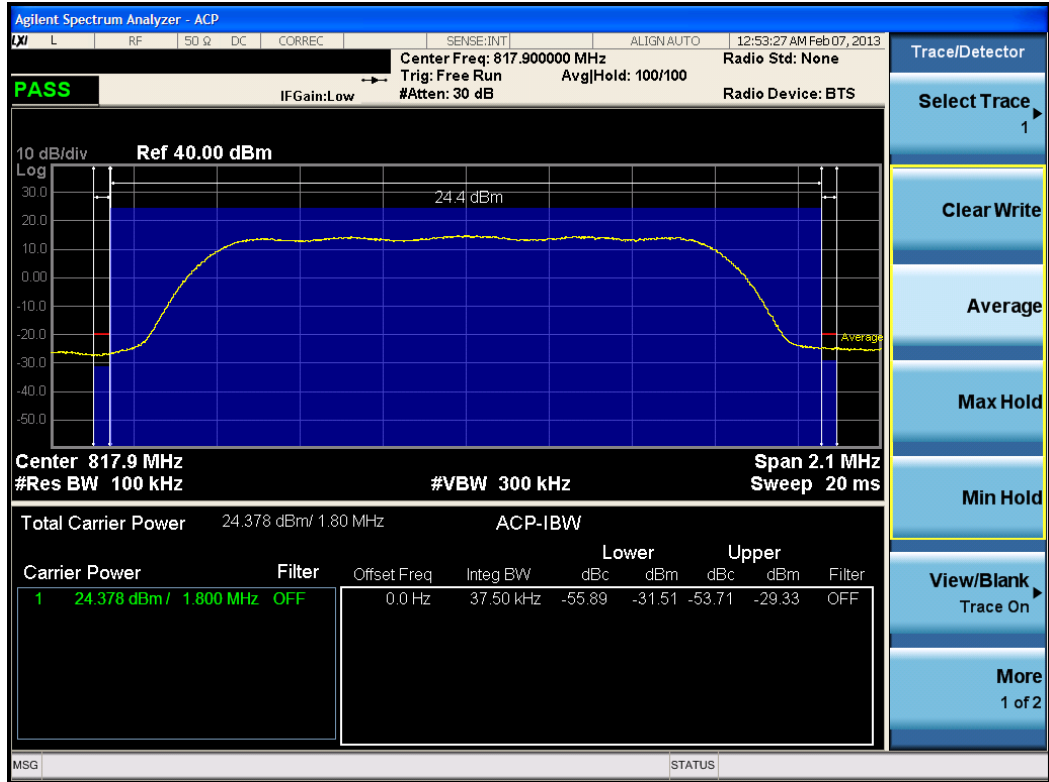 Agilent Spectrum Analyzer - ACP
LXI L RF 50 Ω DC CORREC SENSE:INT ALIGN AUTO 12:53:27 AM Feb 07, 2013
Center Freq: 817.900000 MHz Radio Std: None
Trig: Free Run Avg|Hold: 100/100
PASS IFGain:Low #Atten: 30 dB Radio Device: BTS
10 dB/div Ref 40.00 dBm
Log
30.0
24.4 dBm
20.0
10.0
0.00
-10.0
-20.0
Average
-30.0
-40.0
-50.0
Center 817.9 MHz Span 2.1 MHz
#Res BW 100 kHz #VBW 300 kHz Sweep 20 ms
Total Carrier Power 24.378 dBm/ 1.80 MHz ACP-IBW
Lower Upper
Carrier Power Filter Offset Freq Integ BW dBc dBm dBc dBm Filter
1 24.378 dBm / 1.800 MHz OFF 0.0 Hz 37.50 kHz -55.89 -31.51 -53.71 -29.33 OFF
MSG STATUS
Trace/Detector
Select Trace
1
Clear Write
Average
Max Hold
Min Hold
View/Blank
Trace On
More
1 of 2